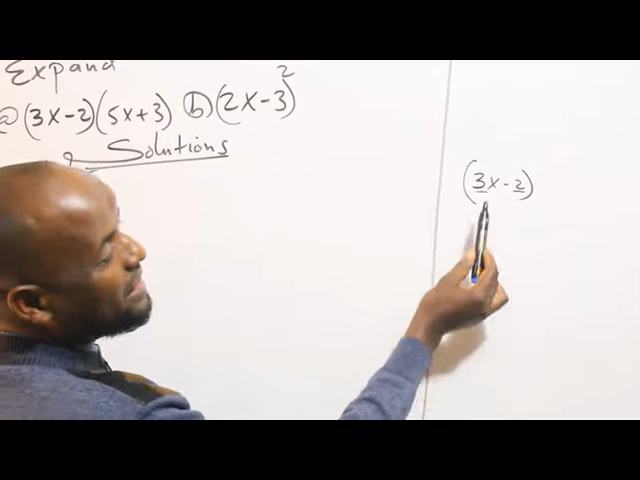 Expand
ⓐ (3x-2)(5x+3) ⓑ (2x-3)²
Solutions
(3x-2)